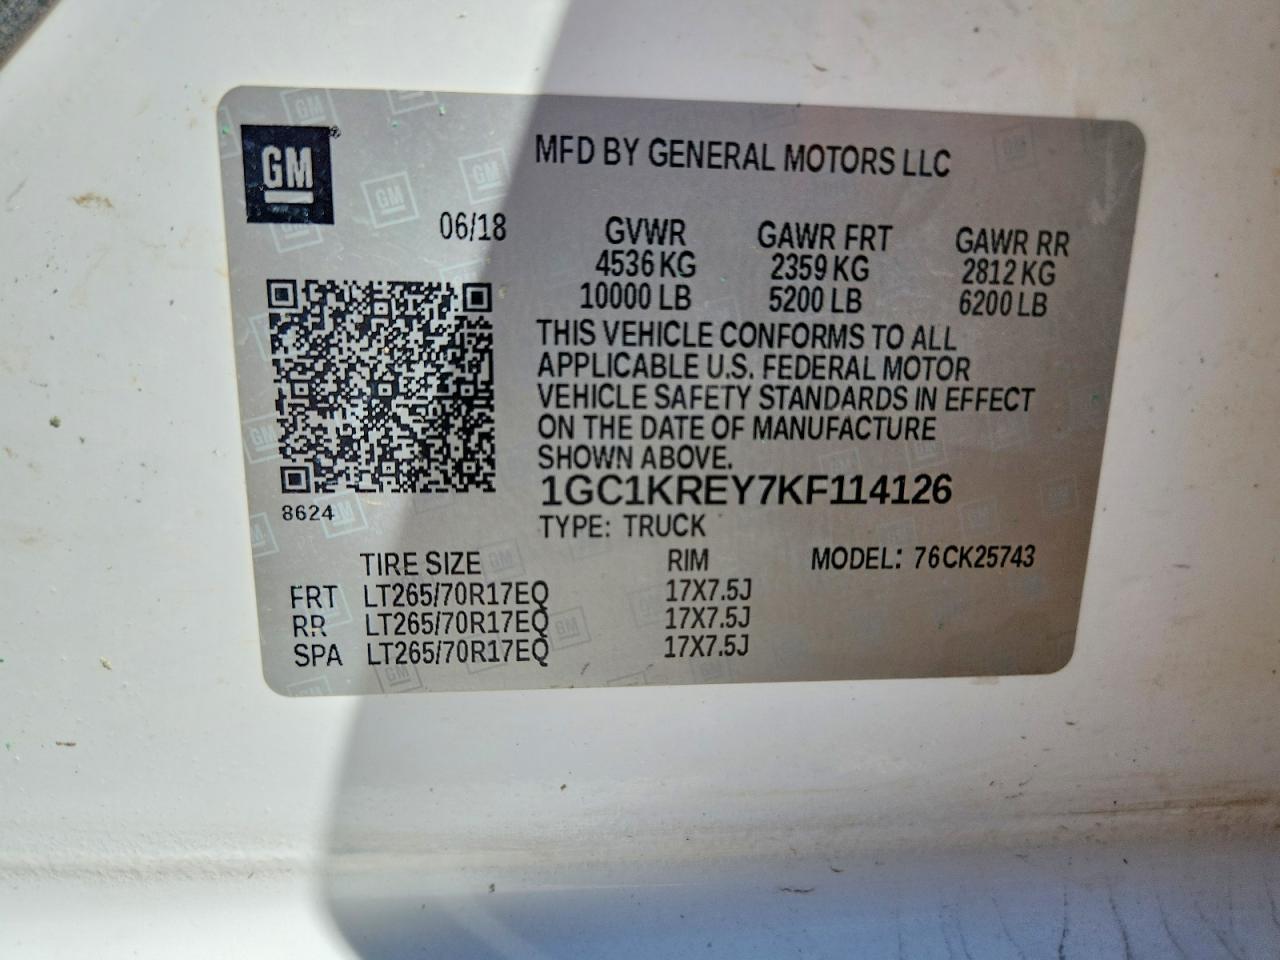 GM
MFD BY GENERAL MOTORS LLC
06/18 GVWR GAWR FRT GAWR RR
4536 KG 2359 KG 2812 KG
10000 LB 5200 LB 6200 LB
THIS VEHICLE CONFORMS TO ALL
APPLICABLE U.S. FEDERAL MOTOR
VEHICLE SAFETY STANDARDS IN EFFECT
ON THE DATE OF MANUFACTURE
SHOWN ABOVE.
1GC1KREY7KF114126
8624
TYPE: TRUCK
TIRE SIZE RIM MODEL: 76CK25743
FRT LT265/70R17EQ 17X7.5J
RR LT265/70R17EQ 17X7.5J
SPA LT265/70R17EQ 17X7.5J